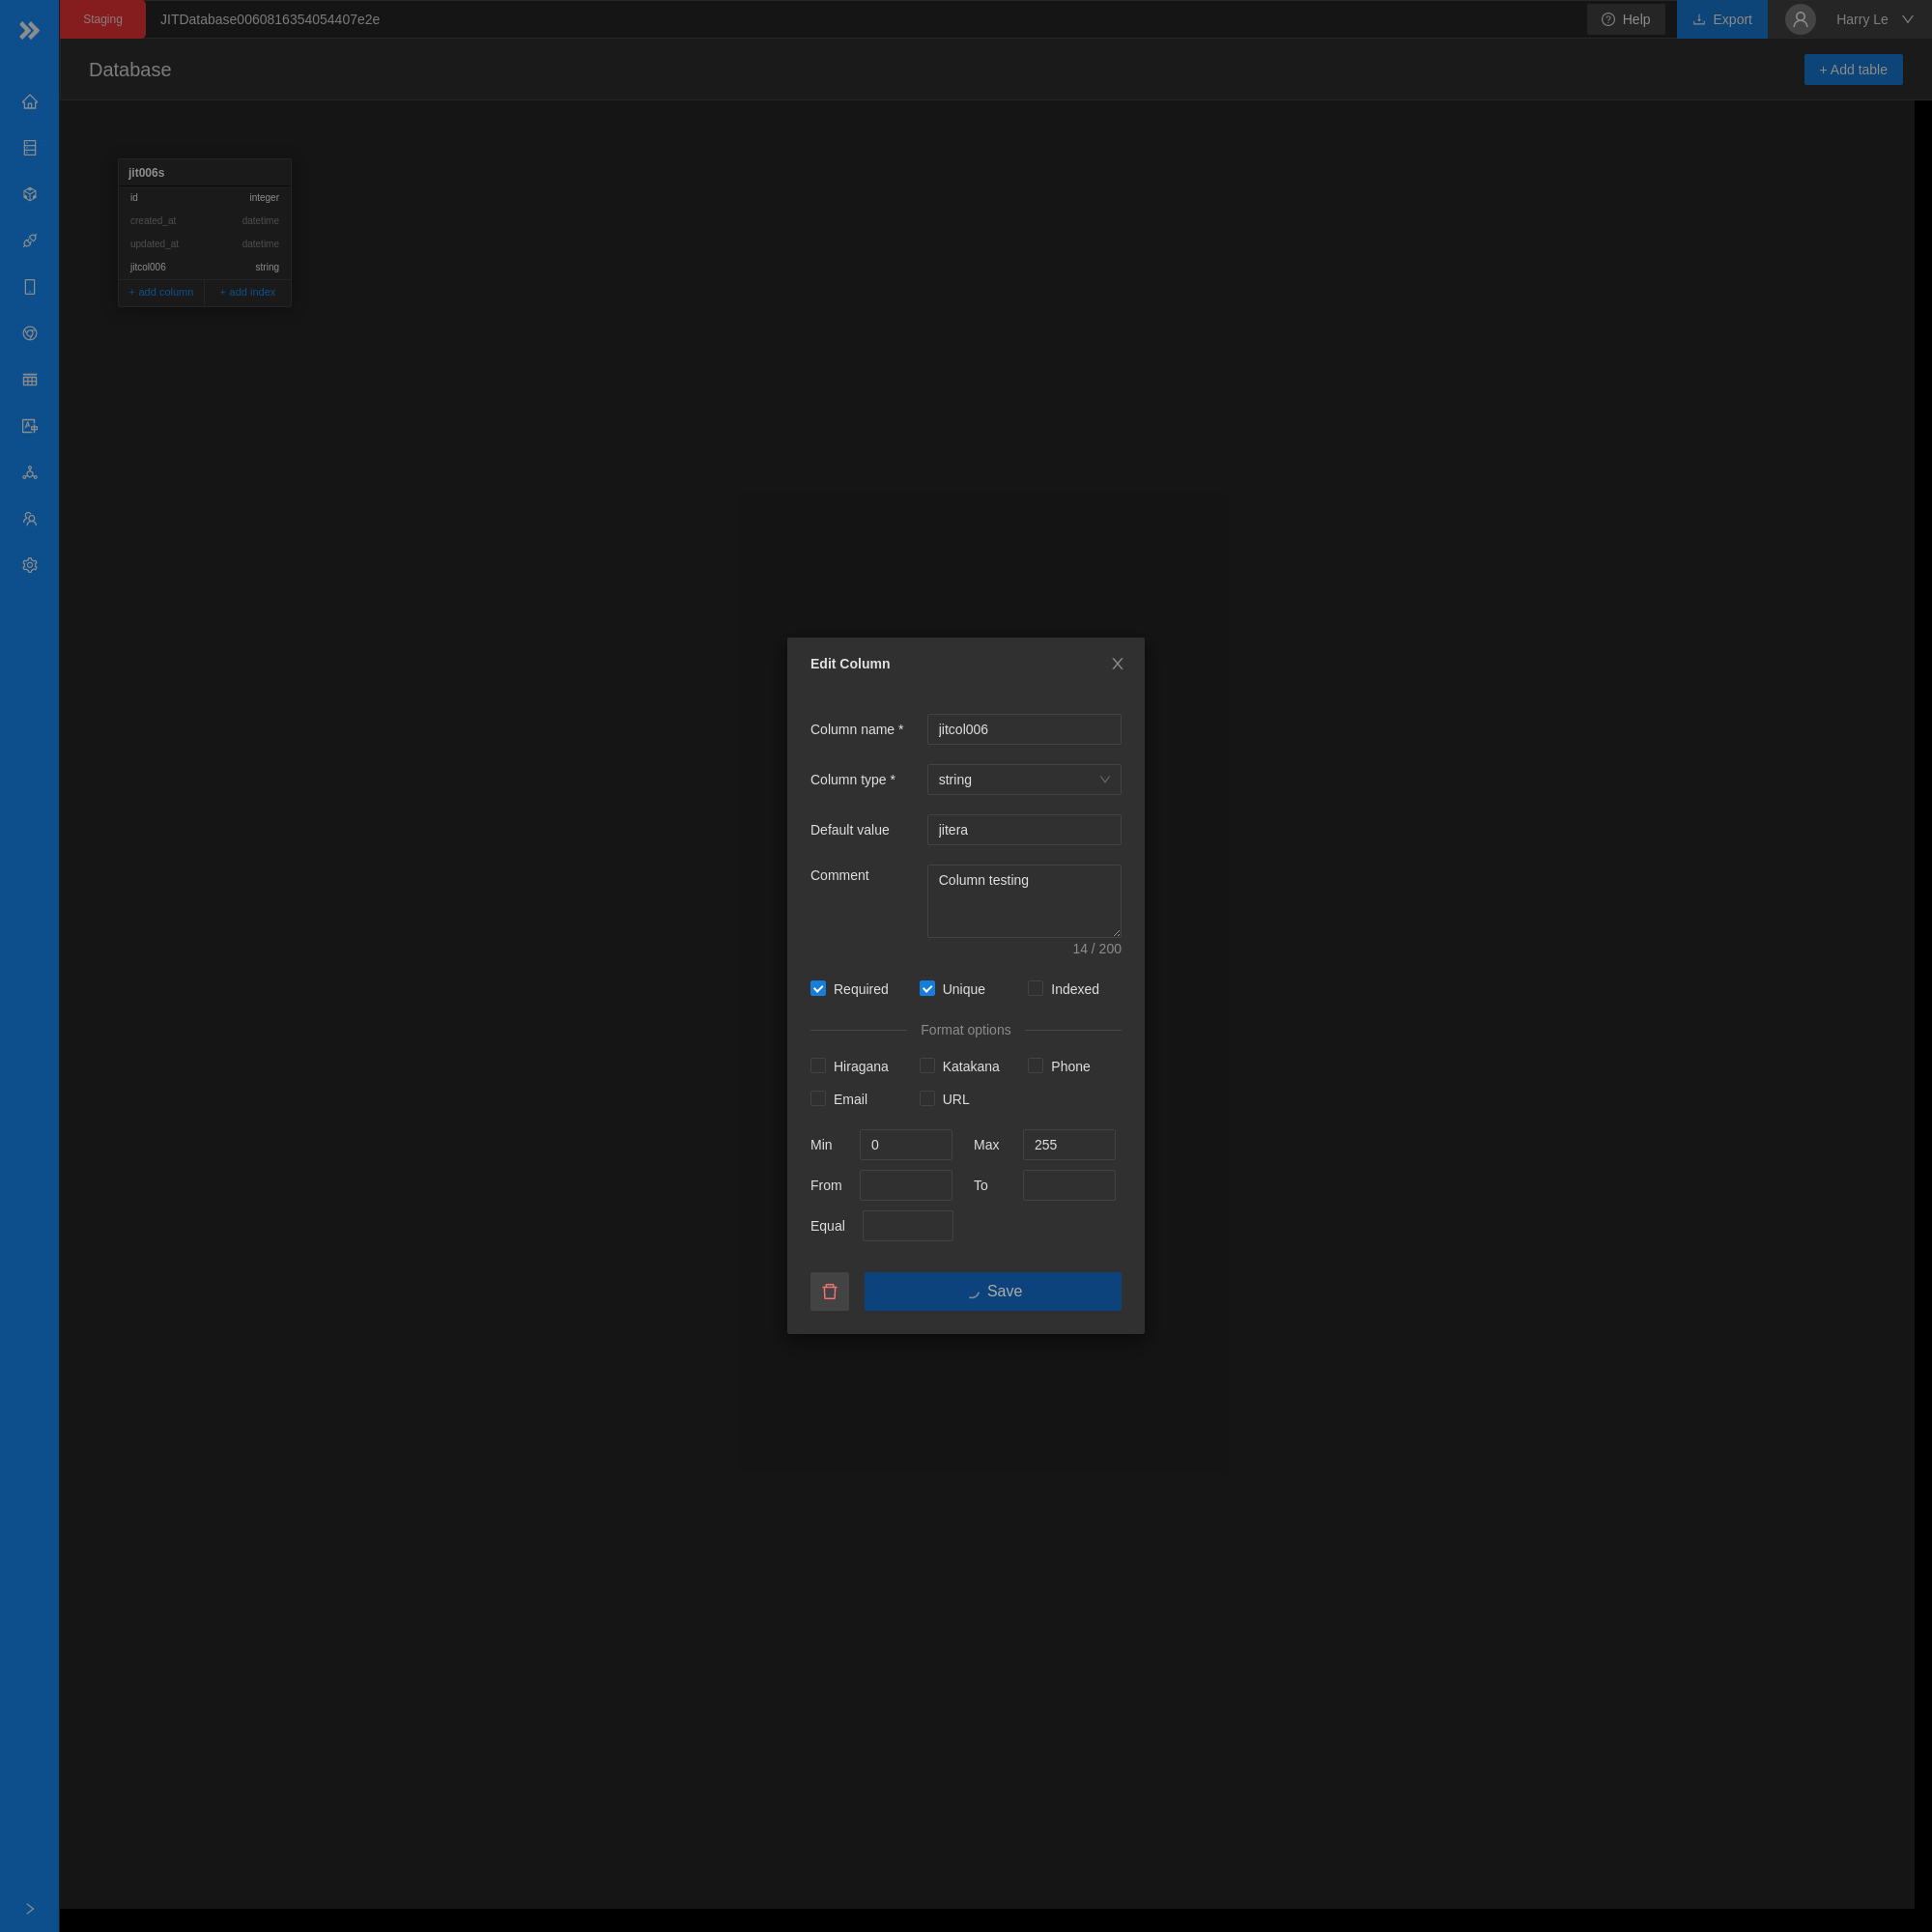 Staging JITDatabase0060816354054407e2e Help Export Harry Le
Database + Add table
jit006s
id integer
created_at datetime
updated_at datetime
jitcol006 string
+ add column + add index
Edit Column
Column name * jitcol006
Column type * string
Default value jitera
Comment Column testing
14 / 200
Required Unique Indexed
Format options
Hiragana Katakana Phone
Email URL
Min 0 Max 255
From To
Equal
Save